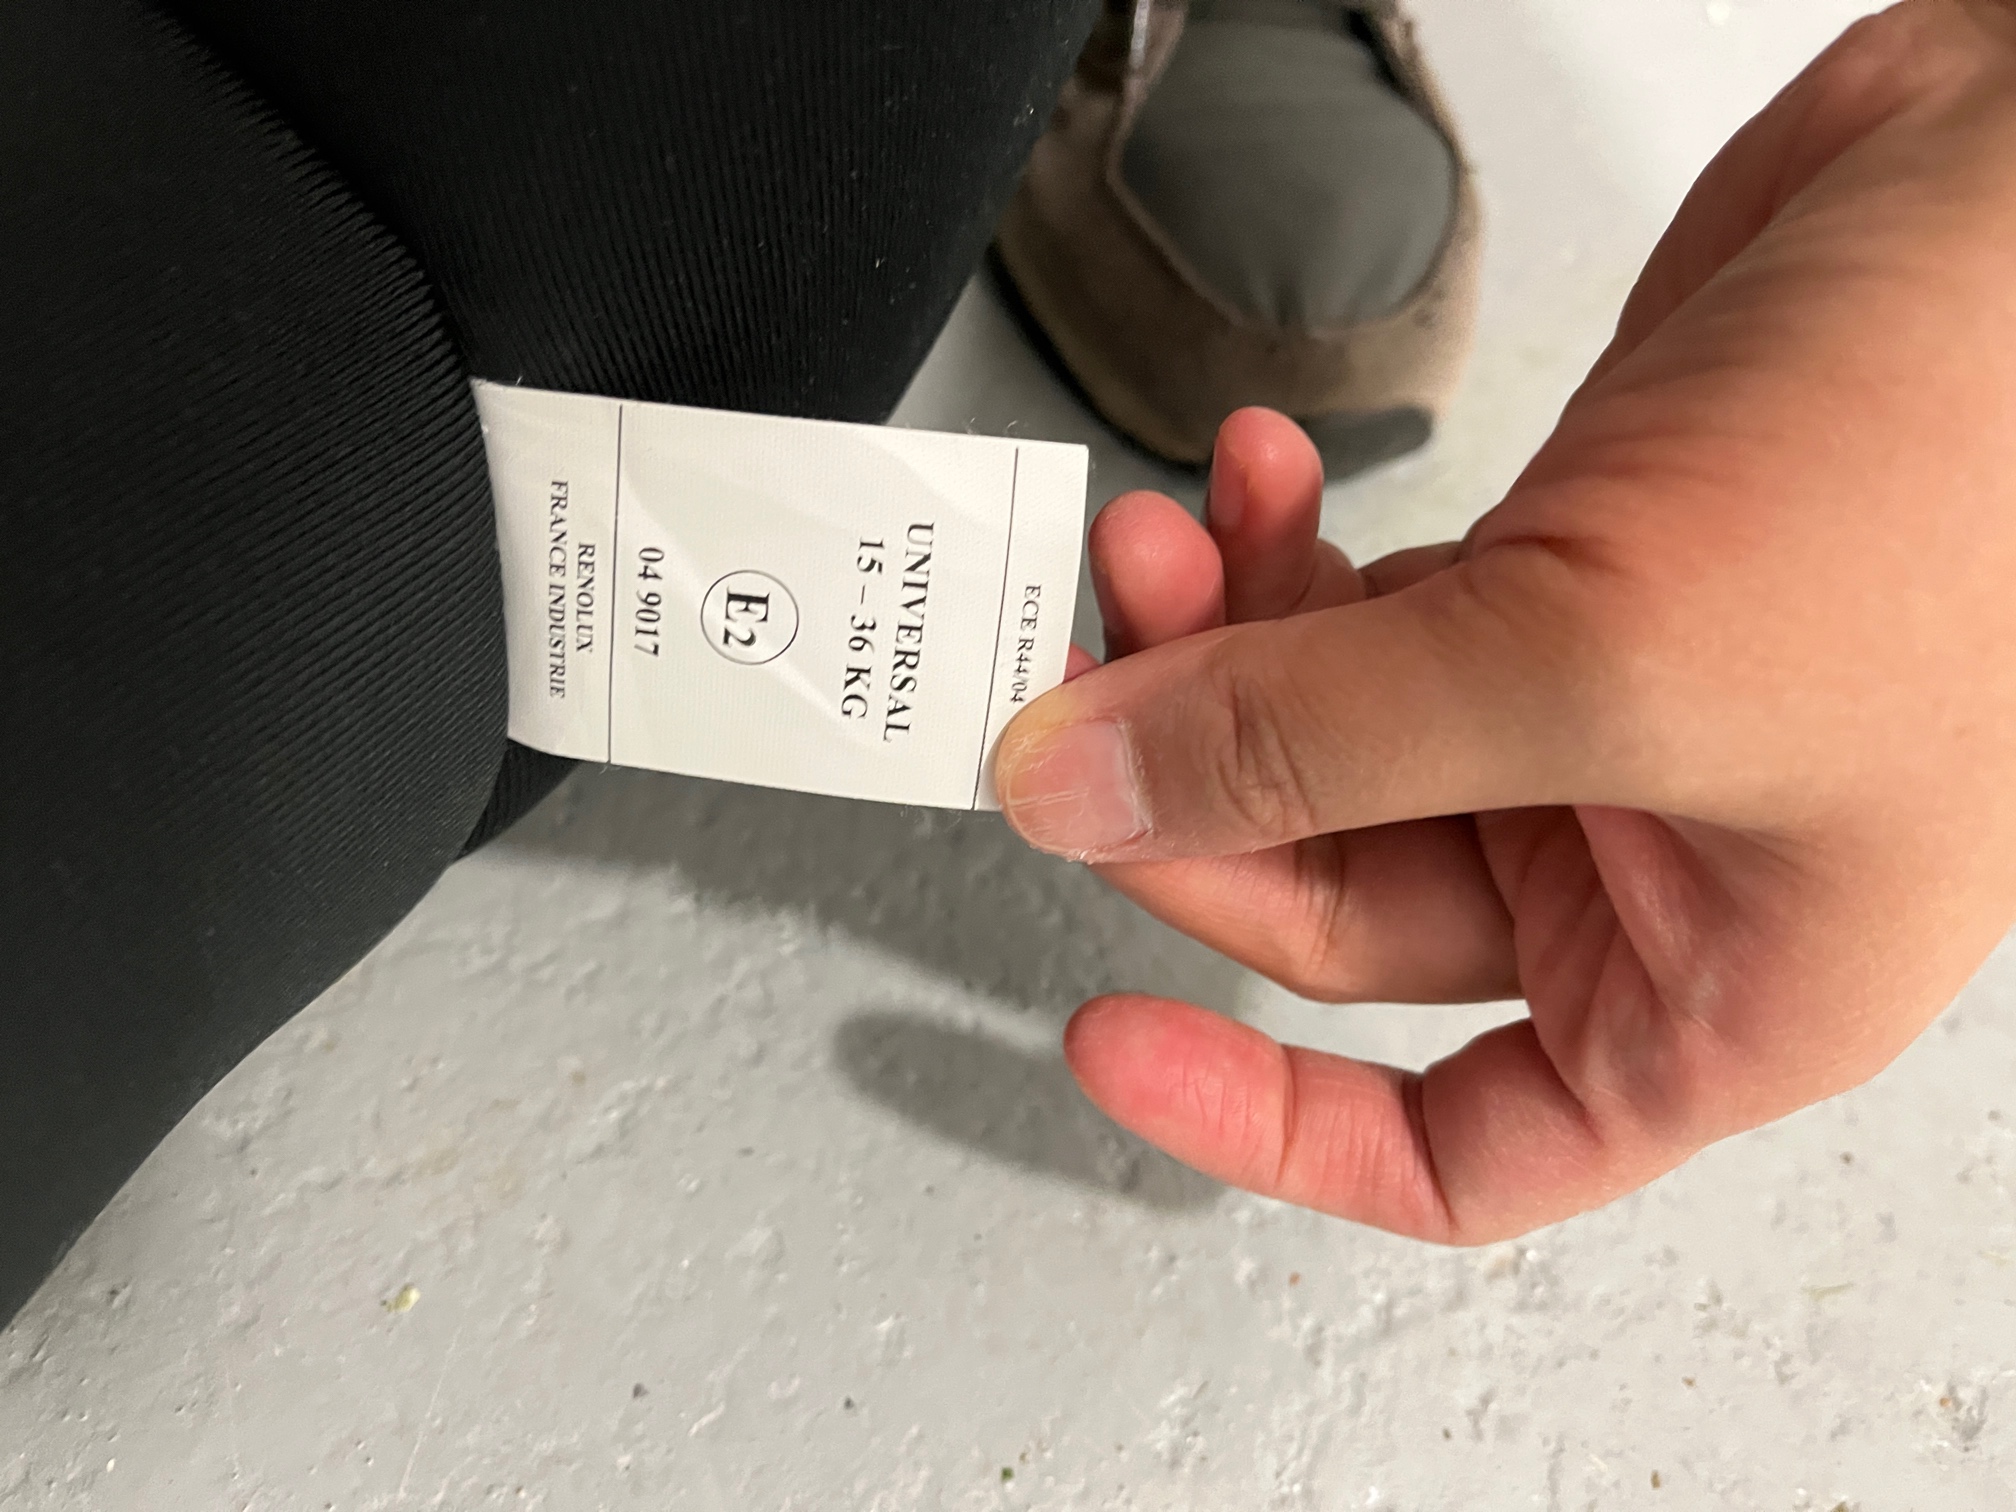 ECE R44/04
UNIVERSAL
15 – 36 KG
E2
04 9017
RENOLUX
FRANCE INDUSTRIE